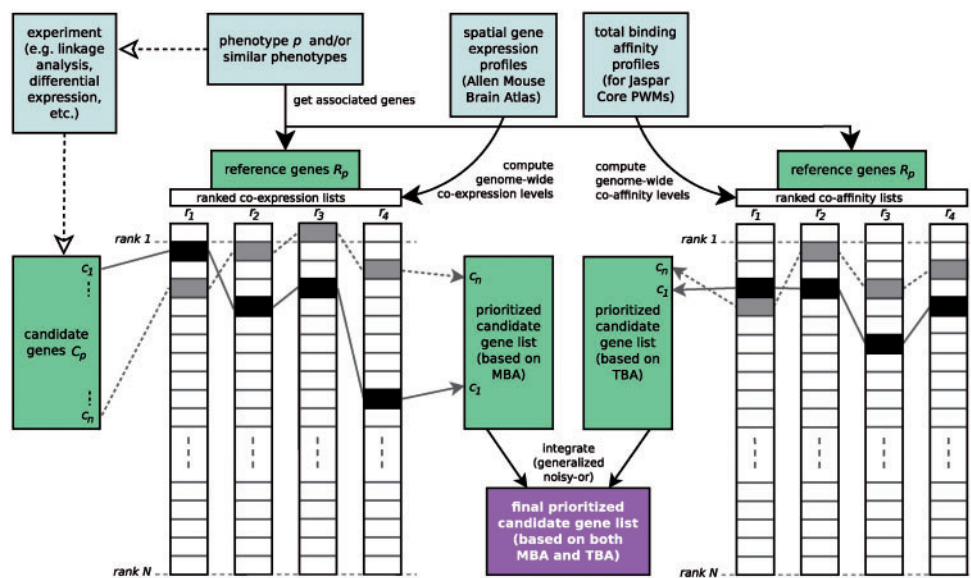 experiment
(e.g. linkage
analysis,
differential
expression,
etc.)
phenotype p and/or
similar phenotypes
spatial gene
expression
profiles
(Allen Mouse
Brain Atlas)
total binding
affinity
profiles
(for Jaspar
Core PWMs)
get associated genes
reference genes Rp
compute
genome-wide
co-expression levels
compute
genome-wide
co-affinity levels
reference genes Rp
ranked co-expression lists
ranked co-affinity lists
r1 r2 r3 r4
r1 r2 r3 r4
rank 1
rank 1
c1
candidate
genes Cp
cn
cn
prioritized
candidate
gene list
(based on
MBA)
c1
cn
c1
prioritized
candidate
gene list
(based on
TBA)
integrate
(generalized
noisy-or)
final prioritized
candidate gene list
(based on both
MBA and TBA)
rank N
rank N